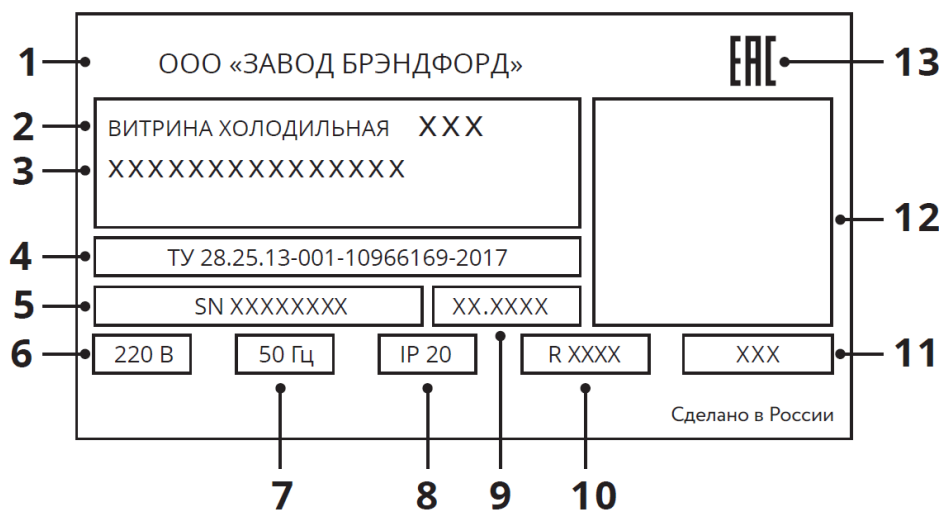 1 ООО «ЗАВОД БРЭНДФОРД» EAC 13
2 ВИТРИНА ХОЛОДИЛЬНАЯ XXX
3 XXXXXXXXXXXXXXX
12
4 ТУ 28.25.13-001-10966169-2017
5 SN XXXXXXXX XX.XXXX
6 220 В 50 Гц IP 20 R XXXX XXX 11
Сделано в России
7 8 9 10